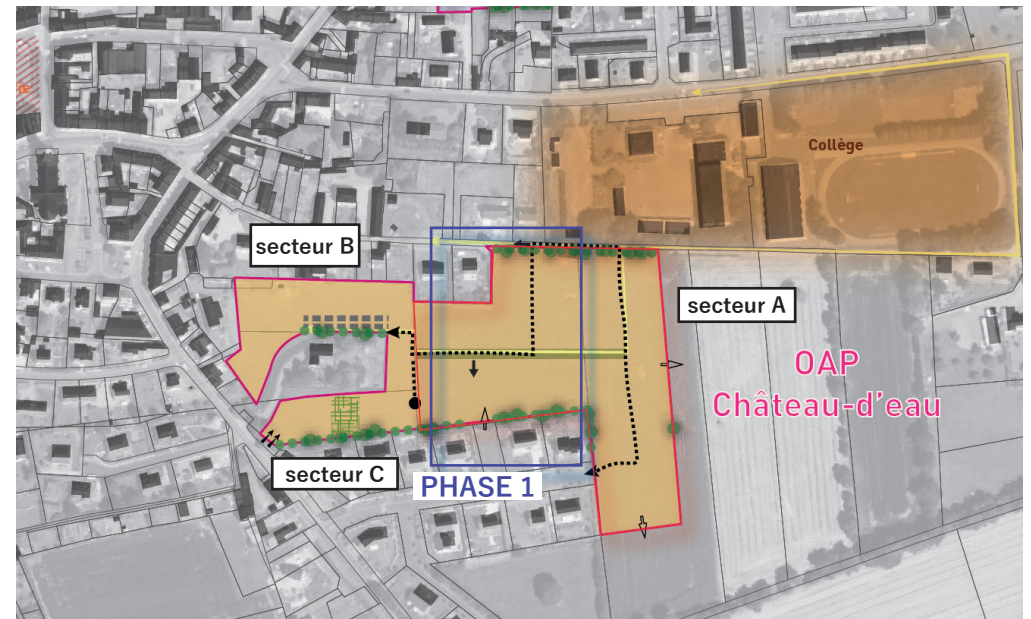 Collège
secteur B
secteur A
OAP
Château-d'eau
secteur C
PHASE 1